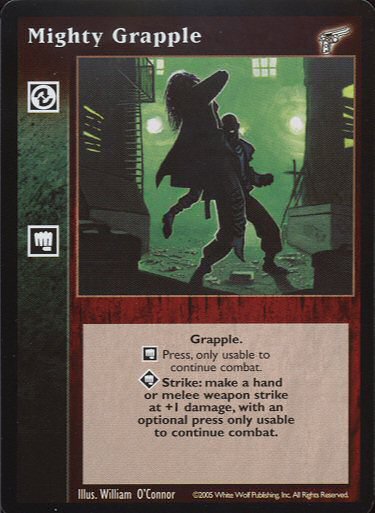 Mighty Grapple
Grapple.
Press, only usable to
continue combat.
Strike: make a hand
or melee weapon strike
at +1 damage, with an
optional press only usable
to continue combat.
Illus. William O'Connor
©2005 White Wolf Publishing, Inc. All Rights Reserved.